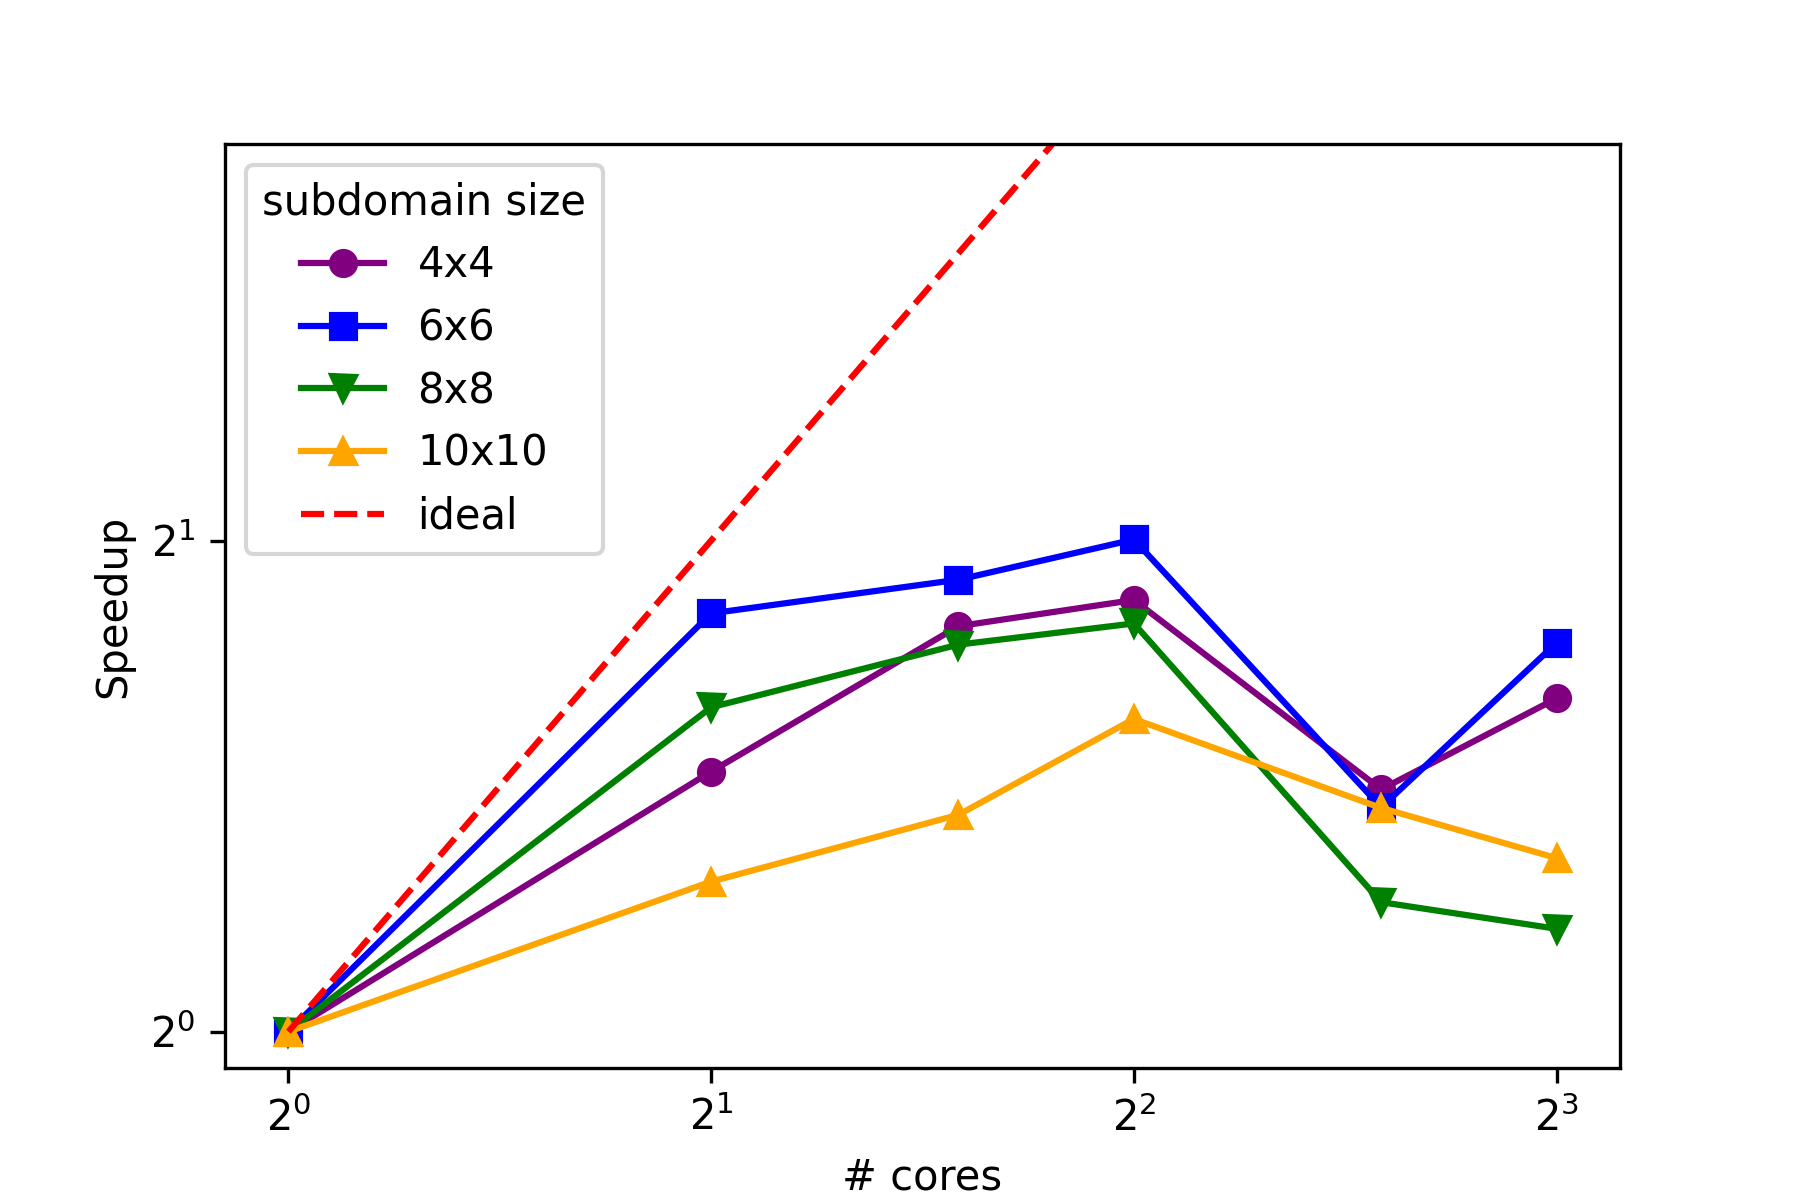 subdomain size
4x4
6x6
8x8
10x10
ideal
Speedup
2¹
2⁰
2⁰ 2¹ 2² 2³
# cores